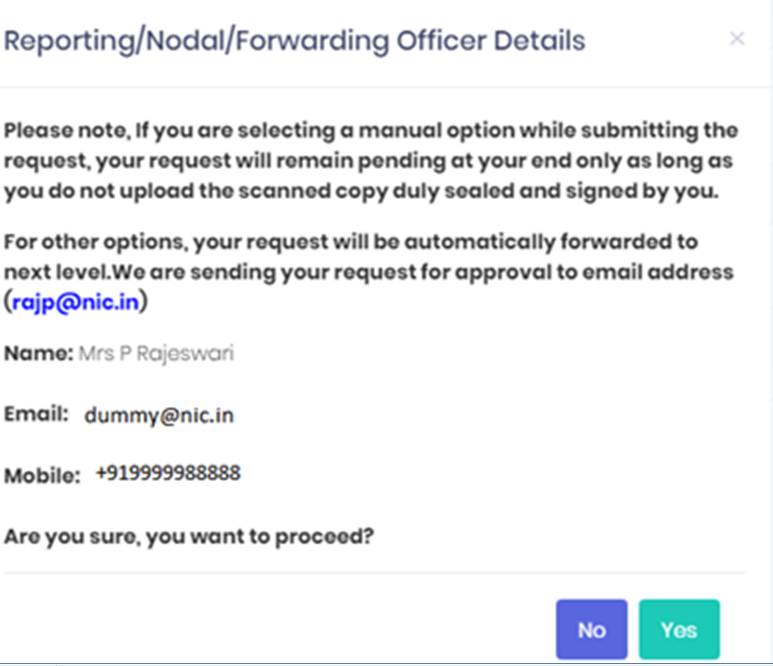 Reporting/Nodal/Forwarding Officer Details ×
Please note, If you are selecting a manual option while submitting the
request, your request will remain pending at your end only as long as
you do not upload the scanned copy duly sealed and signed by you.
For other options, your request will be automatically forwarded to
next level.We are sending your request for approval to email address
(rajp@nic.in)
Name: Mrs P Rajeswari
Email: dummy@nic.in
Mobile: +919999988888
Are you sure, you want to proceed?
No Yes